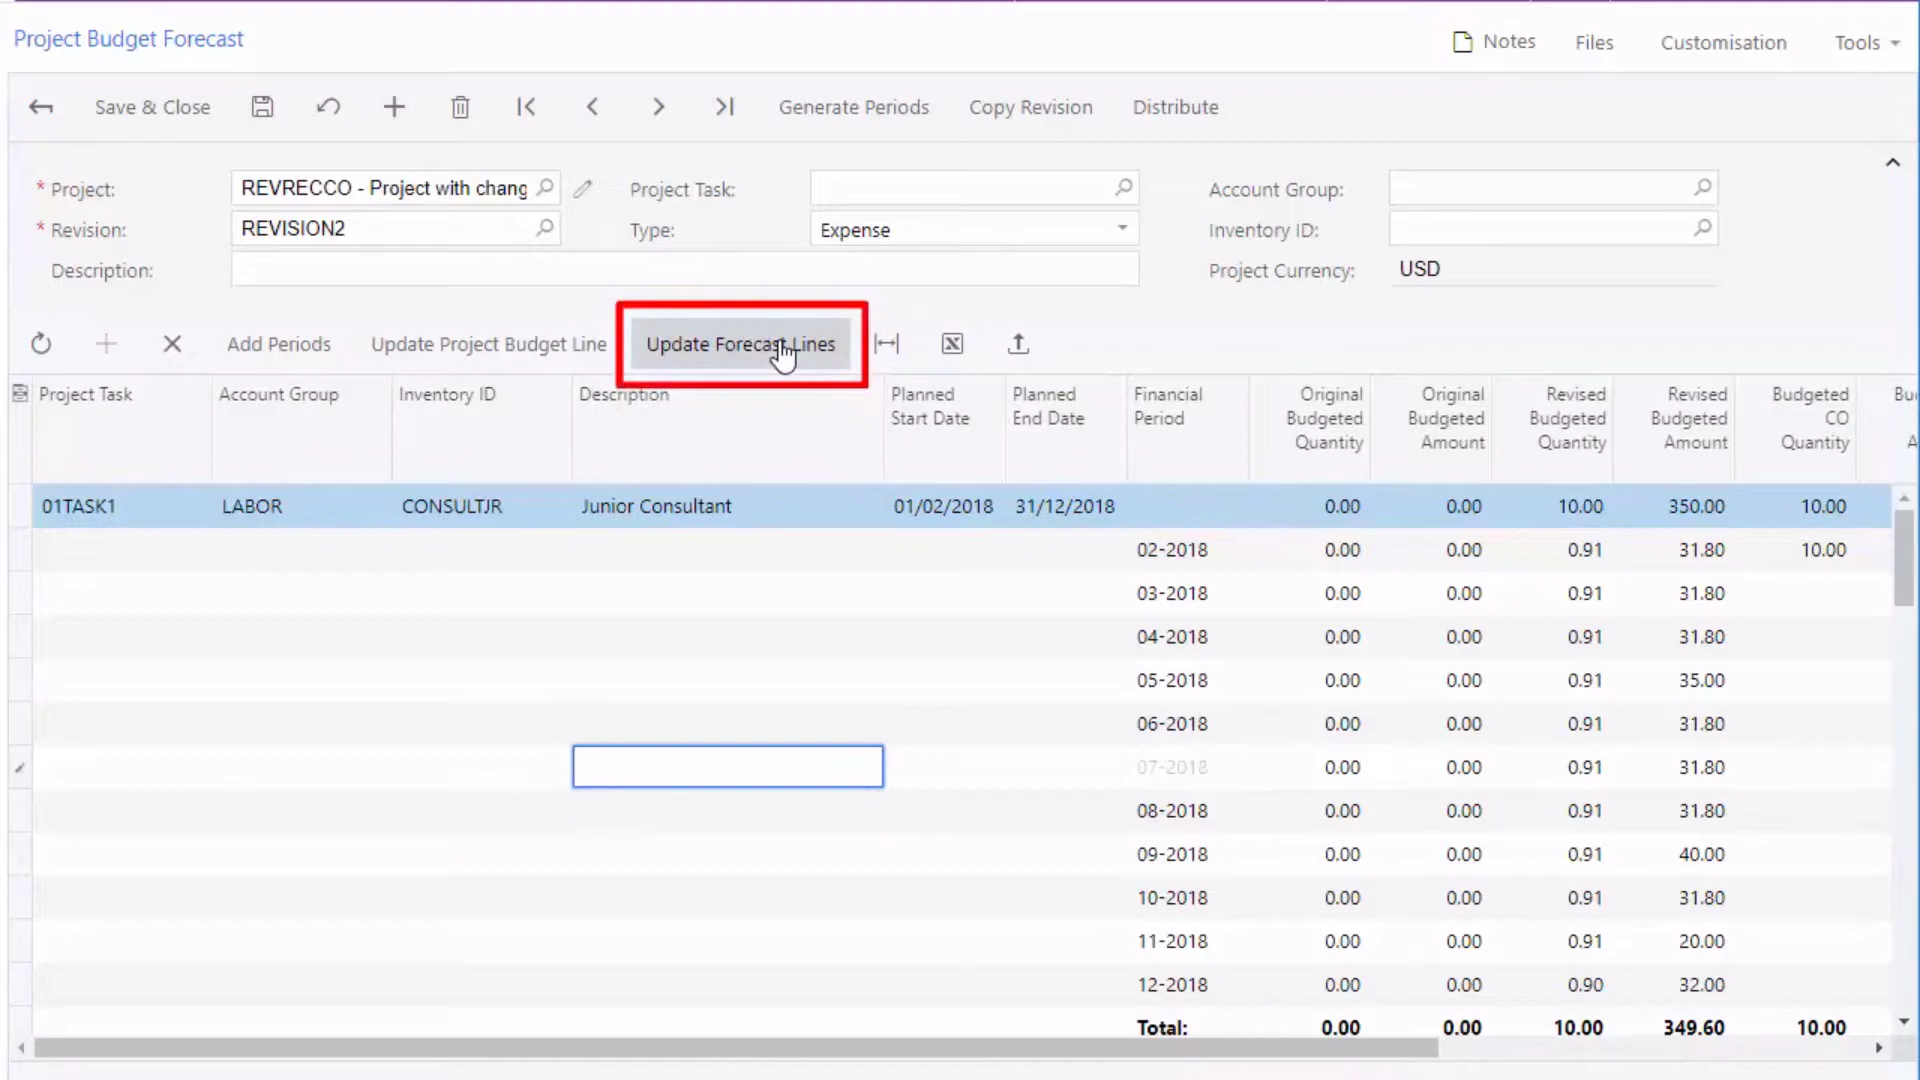 Project Budget Forecast
Notes Files Customisation Tools
Save & Close Generate Periods Copy Revision Distribute
* Project: REVRECCO - Project with chang Project Task: Account Group:
* Revision: REVISION2 Type: Expense Inventory ID:
Description: Project Currency: USD
Add Periods Update Project Budget Line Update Forecast Lines
Project Task Account Group Inventory ID Description Planned Start Date Planned End Date Financial Period Original Budgeted Quantity Original Budgeted Amount Revised Budgeted Quantity Revised Budgeted Amount Budgeted CO Quantity Bu A
01TASK1 LABOR CONSULTJR Junior Consultant 01/02/2018 31/12/2018 0.00 0.00 10.00 350.00 10.00
02-2018 0.00 0.00 0.91 31.80 10.00
03-2018 0.00 0.00 0.91 31.80
04-2018 0.00 0.00 0.91 31.80
05-2018 0.00 0.00 0.91 35.00
06-2018 0.00 0.00 0.91 31.80
07-2018 0.00 0.00 0.91 31.80
08-2018 0.00 0.00 0.91 31.80
09-2018 0.00 0.00 0.91 40.00
10-2018 0.00 0.00 0.91 31.80
11-2018 0.00 0.00 0.91 20.00
12-2018 0.00 0.00 0.90 32.00
Total: 0.00 0.00 10.00 349.60 10.00